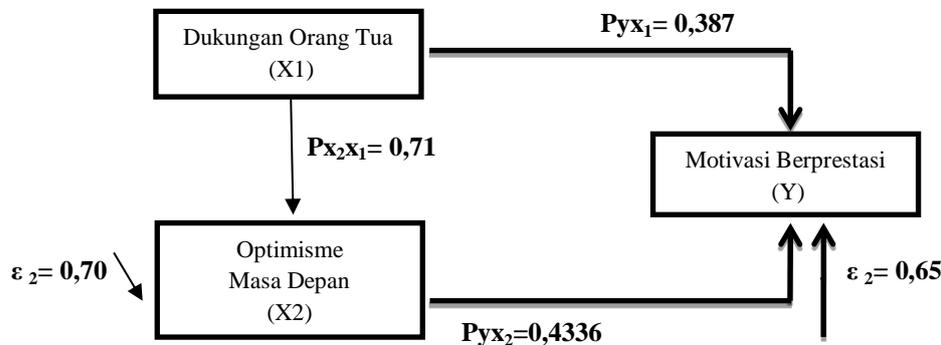 Pyx₁= 0,387
Dukungan Orang Tua
(X1)
Px₂x₁= 0,71
Motivasi Berprestasi
(Y)
Optimisme
Masa Depan
(X2)
ε ₂= 0,70
ε ₂= 0,65
Pyx₂=0,4336